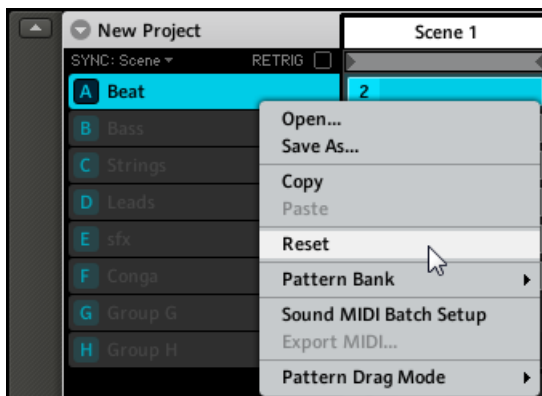 New Project
Scene 1
SYNC: Scene
RETRIG
A Beat
2
B Bass
C Strings
D Leads
E sfx
F Conga
G Group G
H Group H
Open...
Save As...
Copy
Paste
Reset
Pattern Bank
Sound MIDI Batch Setup
Export MIDI...
Pattern Drag Mode